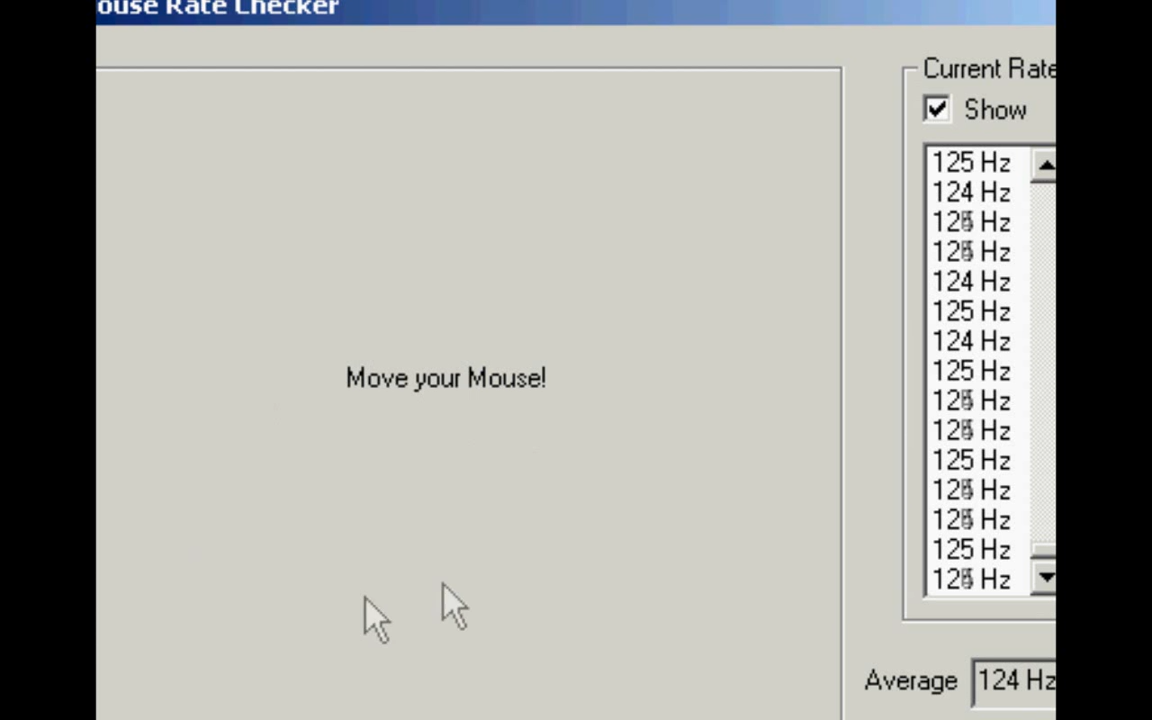 ouse Rate Checker
Current Rate
Show
125 Hz
124 Hz
Hz
Hz
124 Hz
125 Hz
124 Hz
125 Hz
Hz
Hz
125 Hz
Hz
Hz
125 Hz
Hz
Move your Mouse!
Average 124 Hz